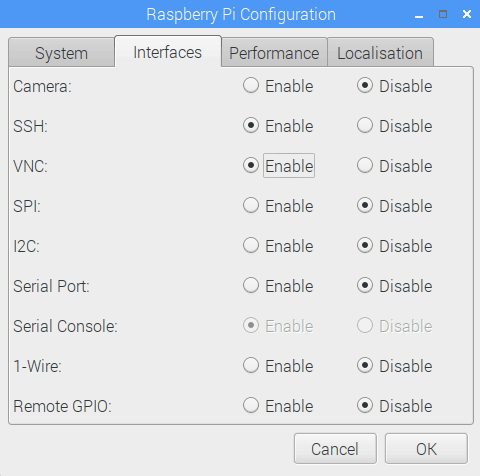 Raspberry Pi Configuration
System Interfaces Performance Localisation
Camera: Enable Disable
SSH: Enable Disable
VNC: Enable Disable
SPI: Enable Disable
I2C: Enable Disable
Serial Port: Enable Disable
Serial Console: Enable Disable
1-Wire: Enable Disable
Remote GPIO: Enable Disable
Cancel OK